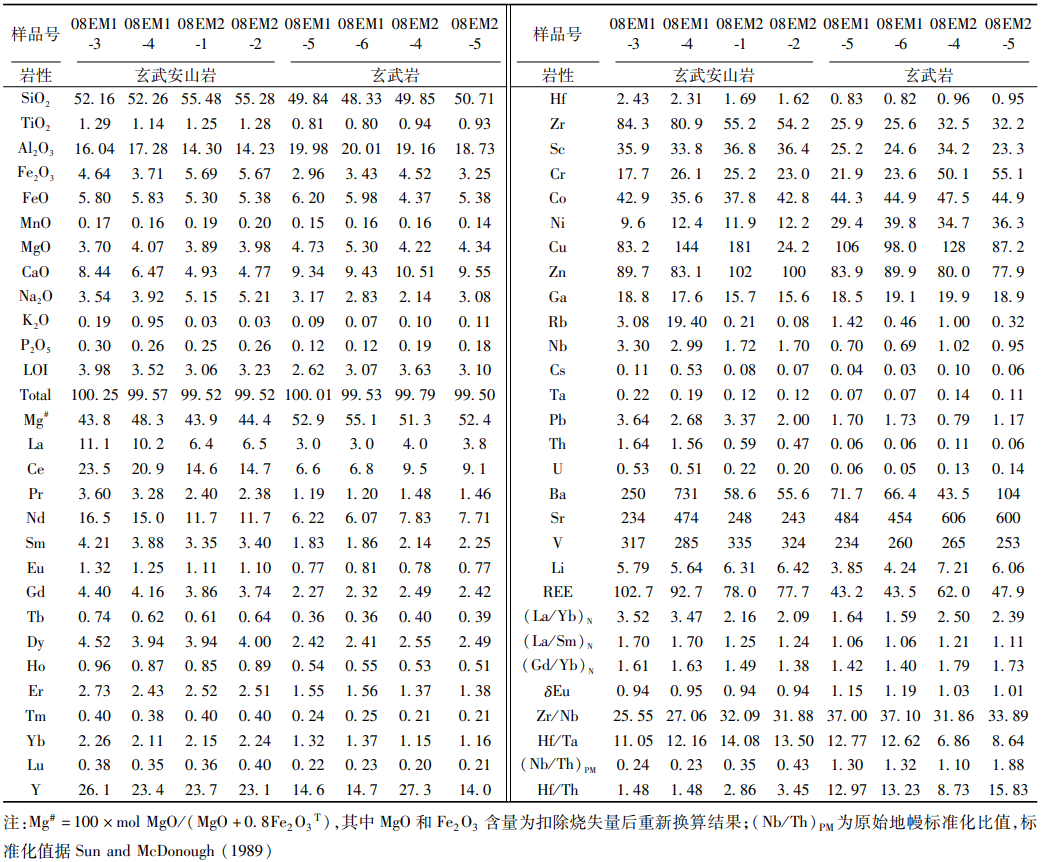 样品号 08EM1-3 08EM1-4 08EM2-1 08EM2-2 08EM1-5 08EM1-6 08EM2-4 08EM2-5
岩性 玄武安山岩 玄武岩
SiO2 52.16 52.26 55.48 55.28 49.84 48.33 49.85 50.71
TiO2 1.29 1.14 1.25 1.28 0.81 0.80 0.94 0.93
Al2O3 16.04 17.28 14.30 14.23 19.98 20.01 19.16 18.73
Fe2O3 4.64 3.71 5.69 5.67 2.96 3.43 4.52 3.25
FeO 5.80 5.83 5.30 5.38 6.20 5.98 4.37 5.38
MnO 0.17 0.16 0.19 0.20 0.15 0.16 0.16 0.14
MgO 3.70 4.07 3.89 3.98 4.73 5.30 4.22 4.34
CaO 8.44 6.47 4.93 4.77 9.34 9.43 10.51 9.55
Na2O 3.54 3.92 5.15 5.21 3.17 2.83 2.14 3.08
K2O 0.19 0.95 0.03 0.03 0.09 0.07 0.10 0.11
P2O5 0.30 0.26 0.25 0.26 0.12 0.12 0.19 0.18
LOI 3.98 3.52 3.06 3.23 2.62 3.07 3.63 3.10
Total 100.25 99.57 99.52 99.52 100.01 99.53 99.79 99.50
Mg# 43.8 48.3 43.9 44.4 52.9 55.1 51.3 52.4
La 11.1 10.2 6.4 6.5 3.0 3.0 4.0 3.8
Ce 23.5 20.9 14.6 14.7 6.6 6.8 9.5 9.1
Pr 3.60 3.28 2.40 2.38 1.19 1.20 1.48 1.46
Nd 16.5 15.0 11.7 11.7 6.22 6.07 7.83 7.71
Sm 4.21 3.88 3.35 3.40 1.83 1.86 2.14 2.25
Eu 1.32 1.25 1.11 1.10 0.77 0.81 0.78 0.77
Gd 4.40 4.16 3.86 3.74 2.27 2.32 2.49 2.42
Tb 0.74 0.62 0.61 0.64 0.36 0.36 0.40 0.39
Dy 4.52 3.94 3.94 4.00 2.42 2.41 2.55 2.49
Ho 0.96 0.87 0.85 0.89 0.54 0.55 0.53 0.51
Er 2.73 2.43 2.52 2.51 1.55 1.56 1.37 1.38
Tm 0.40 0.38 0.40 0.40 0.24 0.25 0.21 0.21
Yb 2.26 2.11 2.15 2.24 1.32 1.37 1.15 1.16
Lu 0.38 0.35 0.36 0.40 0.22 0.23 0.20 0.21
Y 26.1 23.4 23.7 23.1 14.6 14.7 27.3 14.0
样品号 08EM1-3 08EM1-4 08EM2-1 08EM2-2 08EM1-5 08EM1-6 08EM2-4 08EM2-5
岩性 玄武安山岩 玄武岩
Hf 2.43 2.31 1.69 1.62 0.83 0.82 0.96 0.95
Zr 84.3 80.9 55.2 54.2 25.9 25.6 32.5 32.2
Sc 35.9 33.8 36.8 36.4 25.2 24.6 34.2 23.3
Cr 17.7 26.1 25.2 23.0 21.9 23.6 50.1 55.1
Co 42.9 35.6 37.8 42.8 44.3 44.9 47.5 44.9
Ni 9.6 12.4 11.9 12.2 29.4 39.8 34.7 36.3
Cu 83.2 144 181 24.2 106 98.0 128 87.2
Zn 89.7 83.1 102 100 83.9 89.9 80.0 77.9
Ga 18.8 17.6 15.7 15.6 18.5 19.1 19.9 18.9
Rb 3.08 19.40 0.21 0.08 1.42 0.46 1.00 0.32
Nb 3.30 2.99 1.72 1.70 0.70 0.69 1.02 0.95
Cs 0.11 0.53 0.08 0.07 0.04 0.03 0.10 0.06
Ta 0.22 0.19 0.12 0.12 0.07 0.07 0.14 0.11
Pb 3.64 2.68 3.37 2.00 1.70 1.73 0.79 1.17
Th 1.64 1.56 0.59 0.47 0.06 0.06 0.11 0.06
U 0.53 0.51 0.22 0.20 0.06 0.05 0.13 0.14
Ba 250 731 58.6 55.6 71.7 66.4 43.5 104
Sr 234 474 248 243 484 454 606 600
V 317 285 335 324 234 260 265 253
Li 5.79 5.64 6.31 6.42 3.85 4.24 7.21 6.06
REE 102.7 92.7 78.0 77.7 43.2 43.5 62.0 47.9
(La/Yb)N 3.52 3.47 2.16 2.09 1.64 1.59 2.50 2.39
(La/Sm)N 1.70 1.70 1.25 1.24 1.06 1.06 1.21 1.11
(Gd/Yb)N 1.61 1.63 1.49 1.38 1.42 1.40 1.79 1.73
δEu 0.94 0.95 0.94 0.94 1.15 1.19 1.03 1.01
Zr/Nb 25.55 27.06 32.09 31.88 37.00 37.10 31.86 33.89
Hf/Ta 11.05 12.16 14.08 13.50 12.77 12.62 6.86 8.64
(Nb/Th)PM 0.24 0.23 0.35 0.43 1.30 1.32 1.10 1.88
Hf/Th 1.48 1.48 2.86 3.45 12.97 13.23 8.73 15.83
注:Mg# = 100 × mol MgO/(MgO + 0.8Fe2O3T),其中 MgO 和 Fe2O3 含量为扣除烧失量后重新换算结果;(Nb/Th)PM为原始地幔标准化比值,标
准化值据 Sun and McDonough (1989)